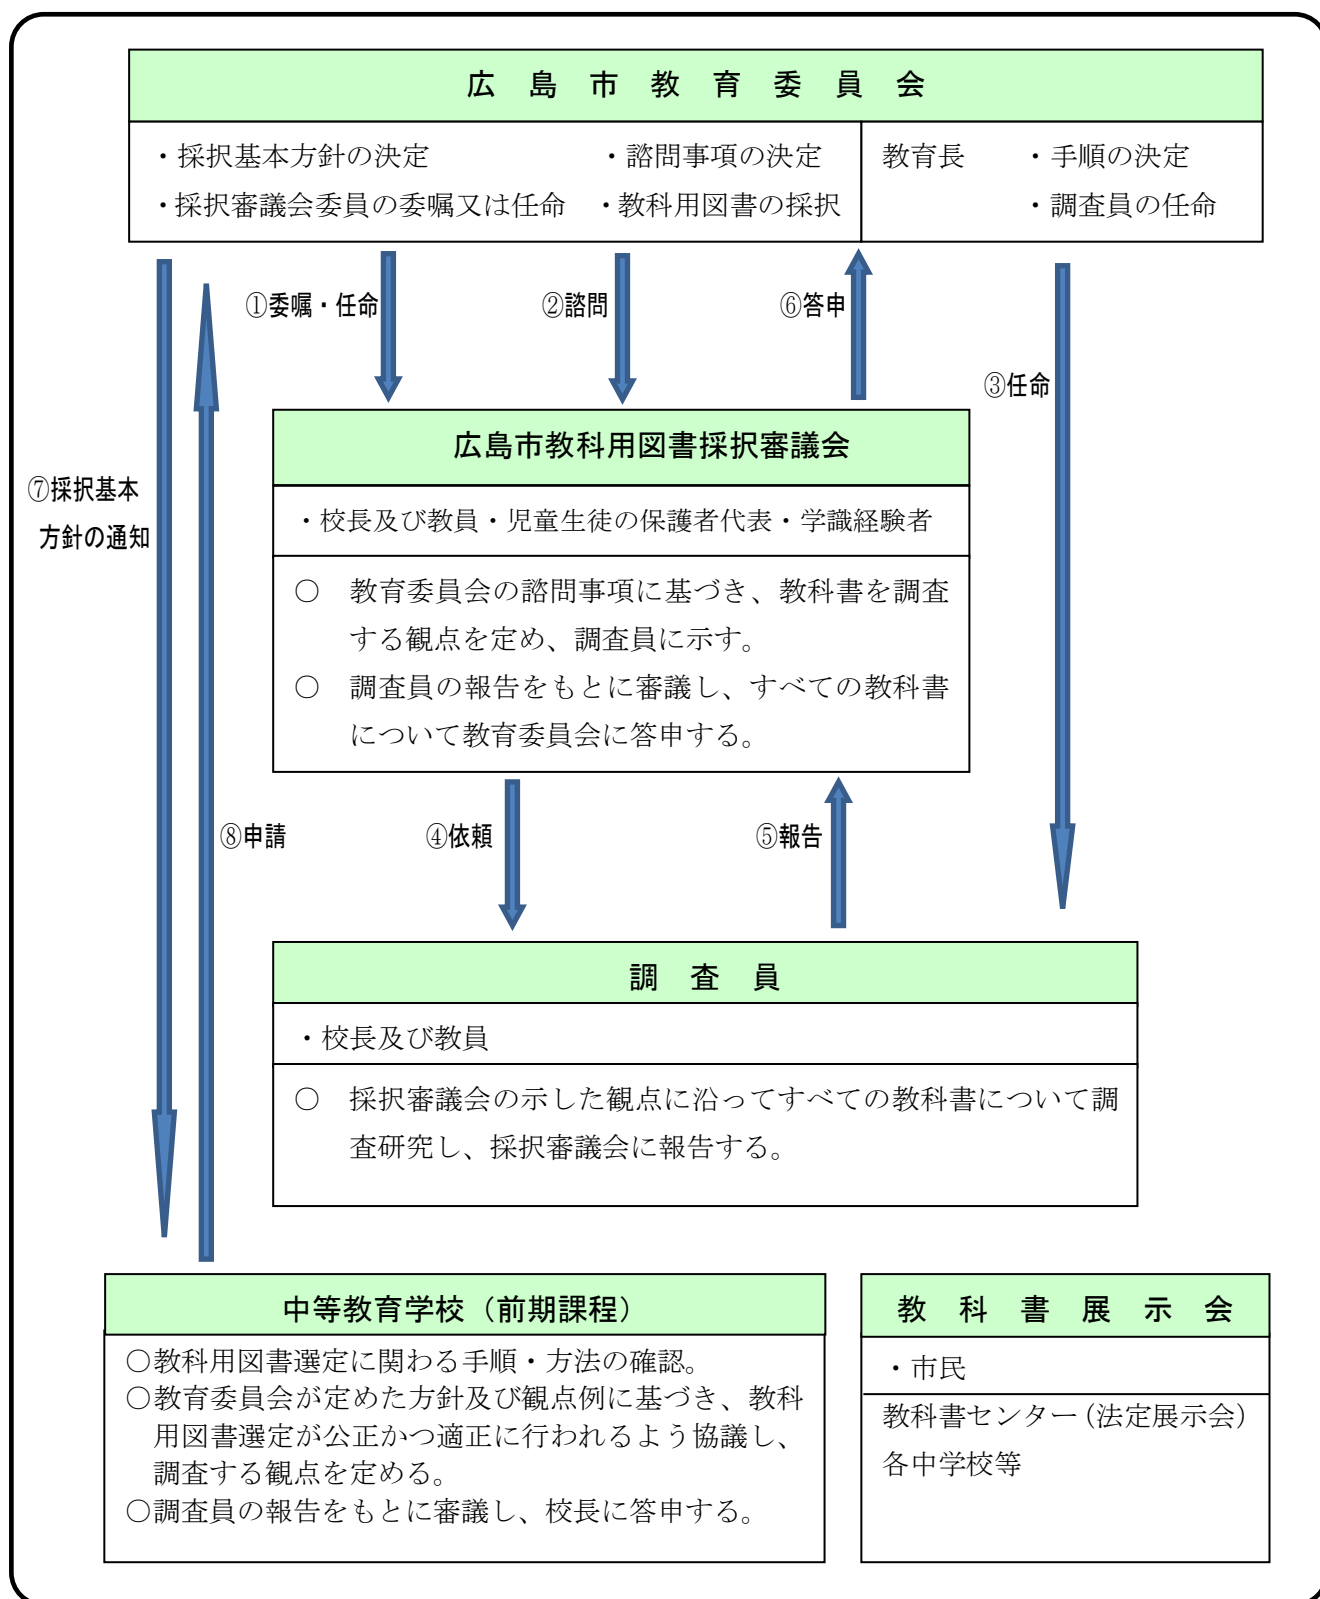 広島市教育委員会
・採択基本方針の決定　・諮問事項の決定
・採択審議会委員の委嘱又は任命　・教科用図書の採択
教育長　・手順の決定
・調査員の任命
①委嘱・任命
②諮問
⑥答申
③任命
⑦採択基本
方針の通知
広島市教科用図書採択審議会
・校長及び教員・児童生徒の保護者代表・学識経験者
○　教育委員会の諮問事項に基づき、教科書を調査
する観点を定め、調査員に示す。
○　調査員の報告をもとに審議し、すべての教科書
について教育委員会に答申する。
⑧申請
④依頼
⑤報告
調査員
・校長及び教員
○　採択審議会の示した観点に沿ってすべての教科書について調
査研究し、採択審議会に報告する。
中等教育学校（前期課程）
○教科用図書選定に関わる手順・方法の確認。
○教育委員会が定めた方針及び観点例に基づき、教科
用図書選定が公正かつ適正に行われるよう協議し、
調査する観点を定める。
○調査員の報告をもとに審議し、校長に答申する。
教科書展示会
・市民
教科書センター（法定展示会）
各中学校等